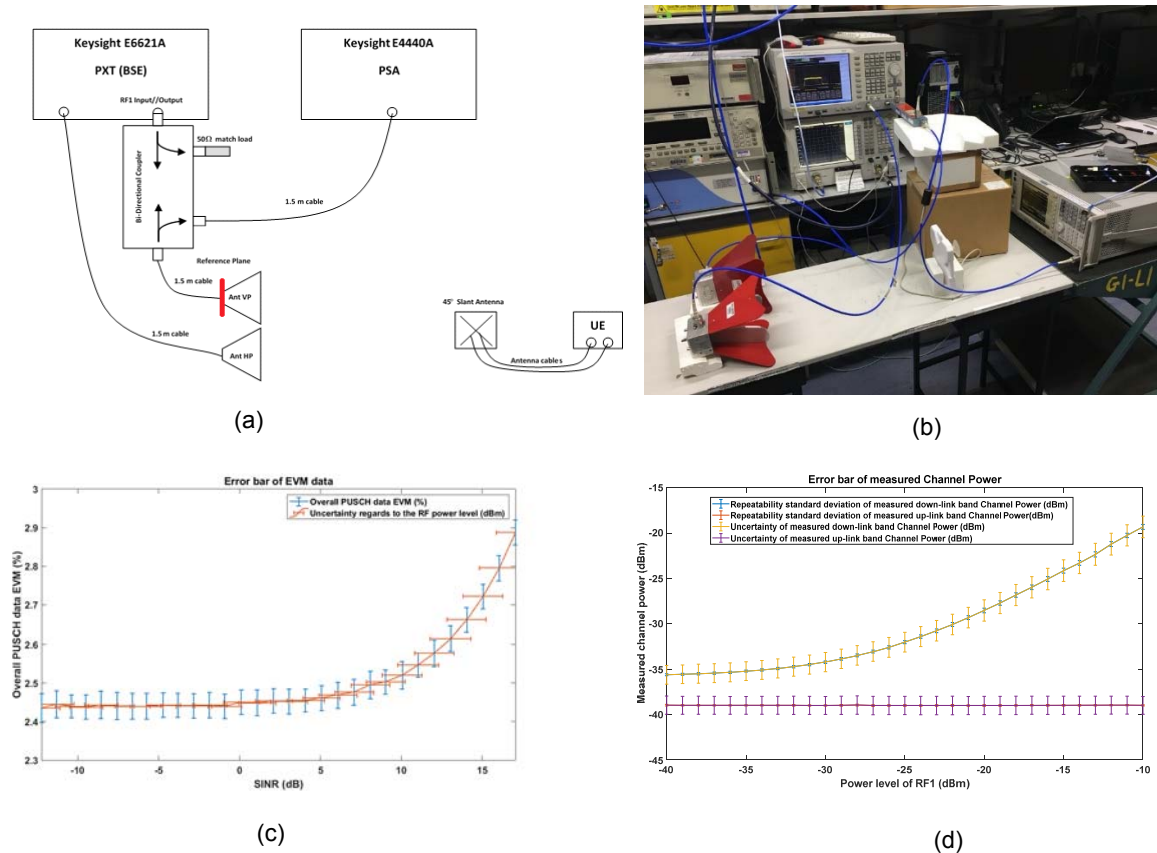 Keysight E6621A
PXT (BSE)
RF1 Input//Output
Keysight E4440A
PSA
50Ω match load
Bi-Directional Coupler
1.5 m cable
Reference Plane
1.5 m cable
Ant VP
1.5 m cable
Ant HP
45° Slant Antenna
UE
Antenna cable s
(a)
G1-L1
(b)
Error bar of EVM data
Overall PUSCH data EVM (%)
Uncertainty regards to the RF power level (dBm)
Overall PUSCH data EVM (%)
3
2.9
2.8
2.7
2.6
2.5
2.4
2.3
-10
-5
0
5
10
15
SINR (dB)
(c)
Error bar of measured Channel Power
Repeatability standard deviation of measured down-link band Channel Power (dBm)
Repeatability standard deviation of measured up-link band Channel Power(dBm)
Uncertainty of measured down-link band Channel Power (dBm)
Uncertainty of measured up-link band Channel Power (dBm)
Measured channel power (dBm)
-15
-20
-25
-30
-35
-40
-45
-40
-35
-30
-25
-20
-15
-10
Power level of RF1 (dBm)
(d)